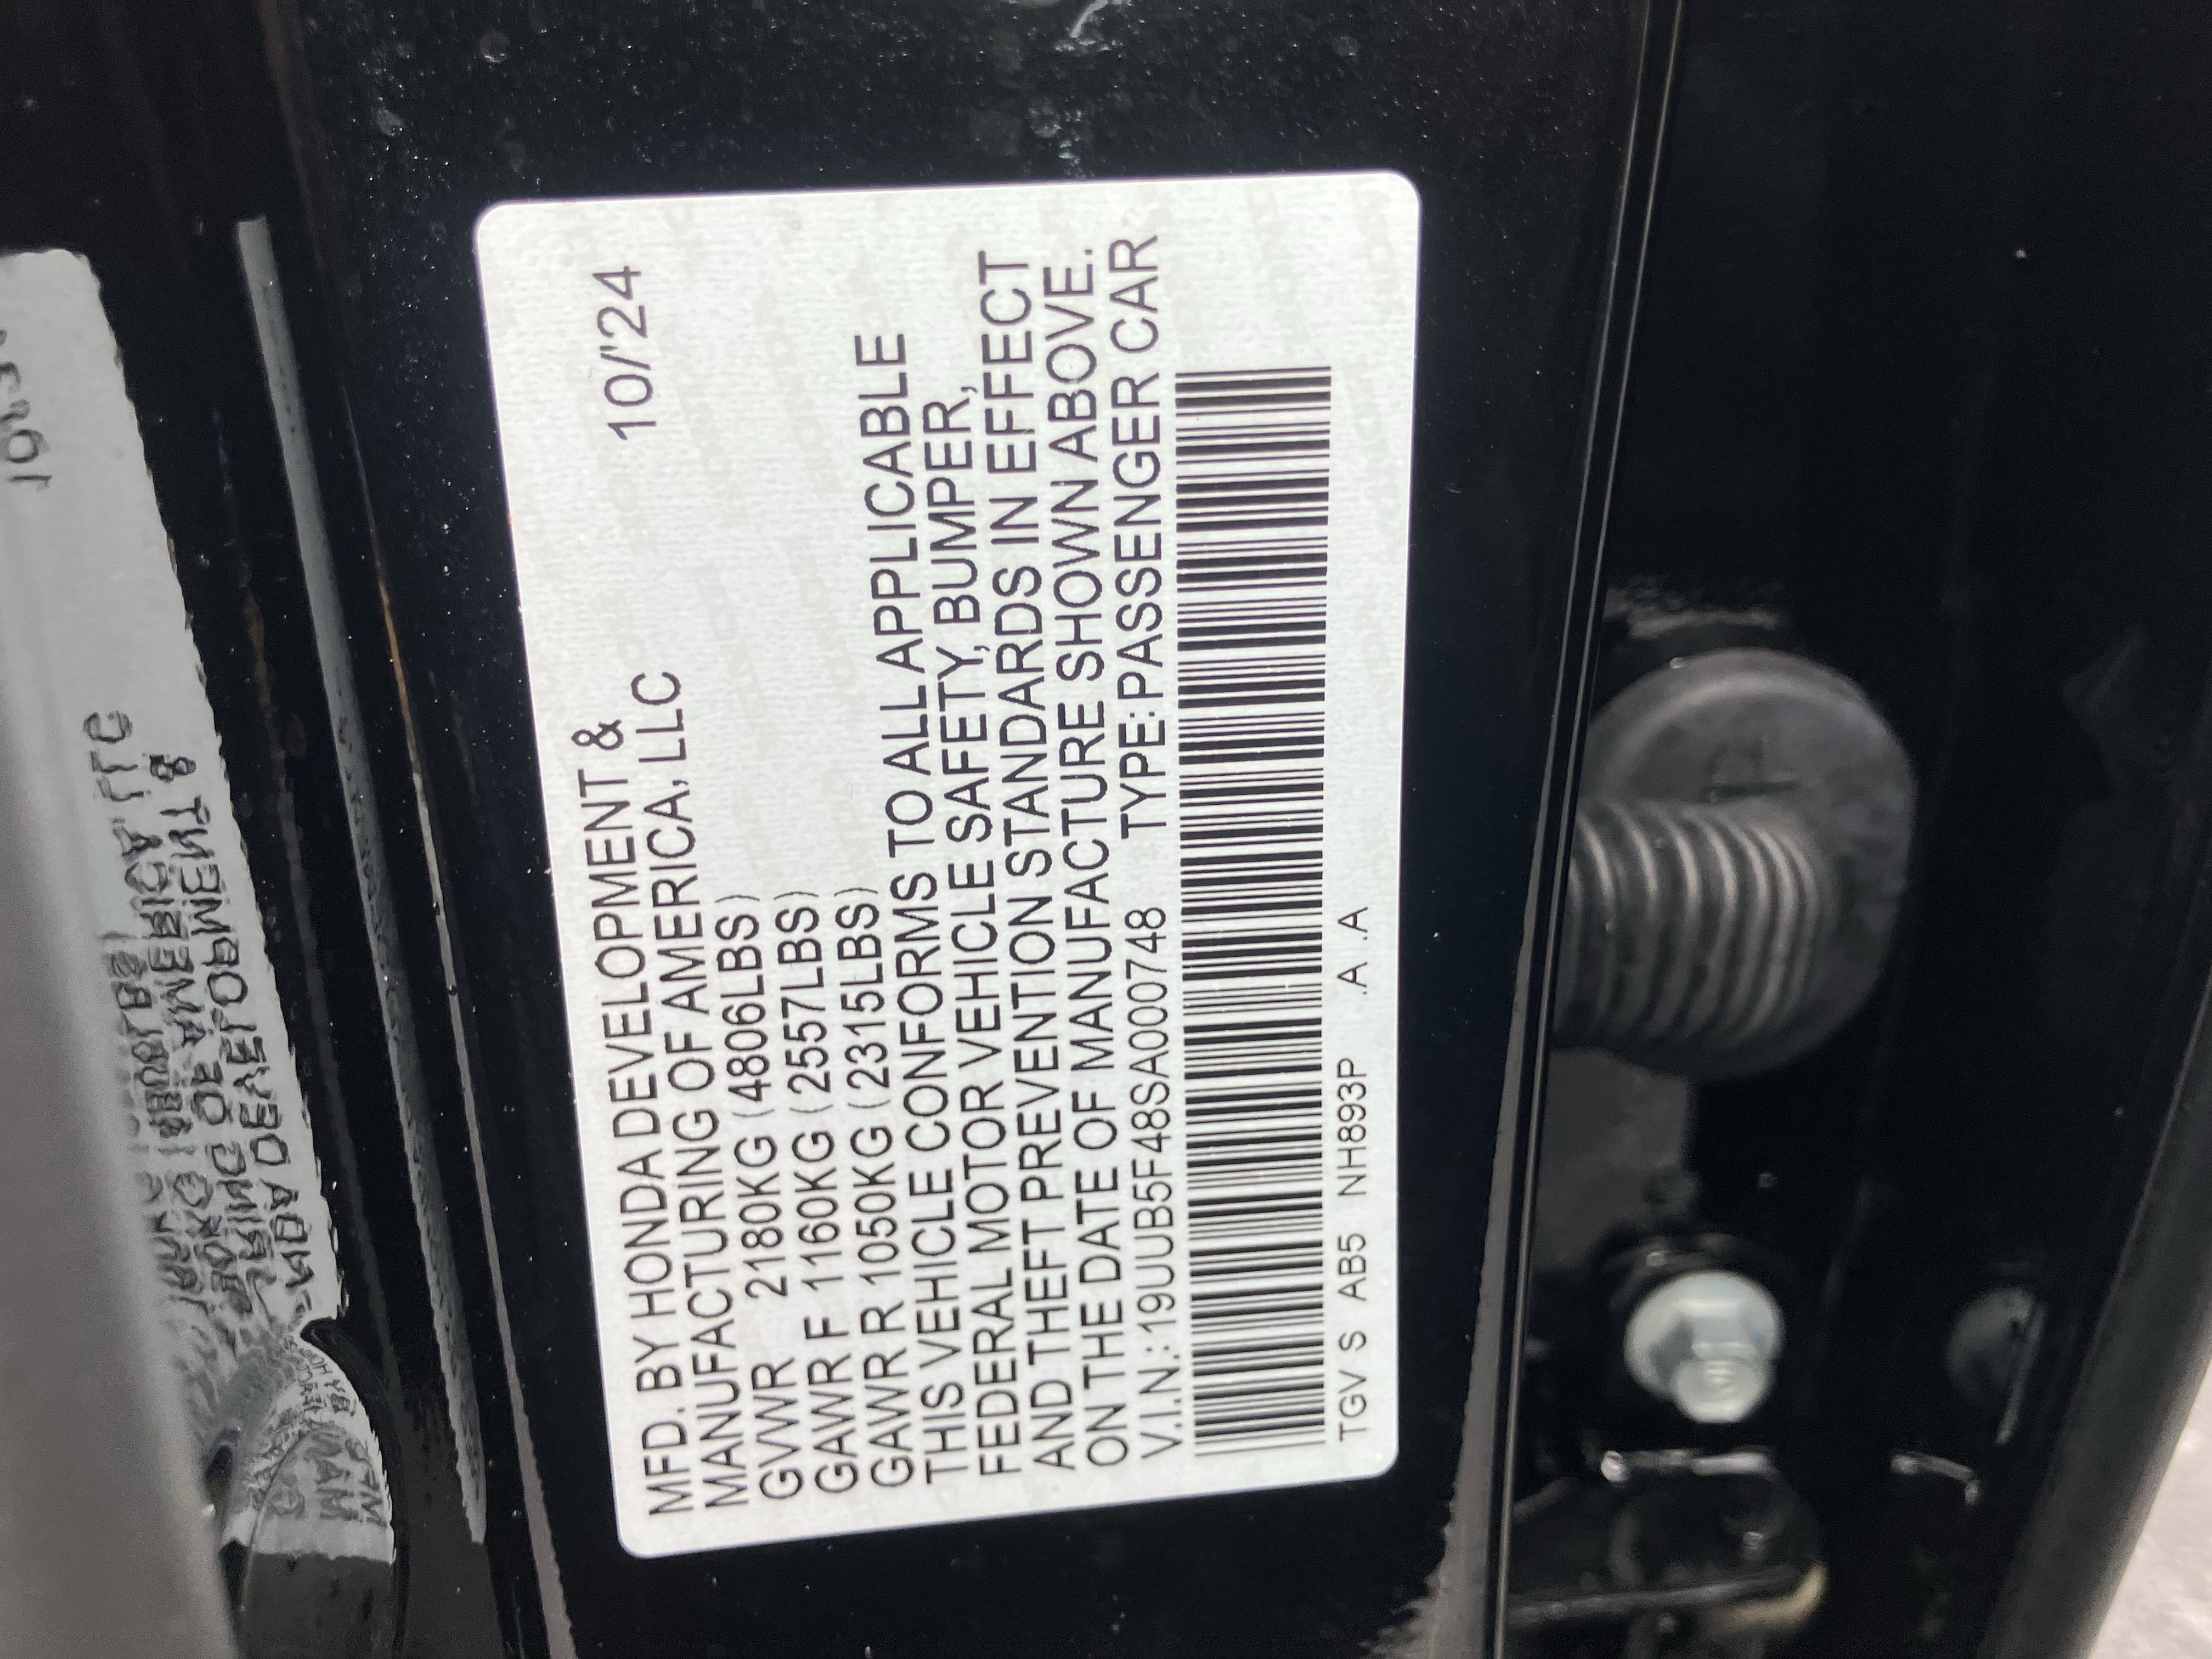 MFD. BY HONDA DEVELOPMENT & 10/'24
MANUFACTURING OF AMERICA, LLC
GVWR 2180KG (4806LBS)
GAWR F 1160KG (2557LBS)
GAWR R 1050KG (2315LBS)
THIS VEHICLE CONFORMS TO ALL APPLICABLE
FEDERAL MOTOR VEHICLE SAFETY, BUMPER,
AND THEFT PREVENTION STANDARDS IN EFFECT
ON THE DATE OF MANUFACTURE SHOWN ABOVE.
V.I.N.:19UUB5F48SA000748 TYPE:PASSENGER CAR
TGV S AB5 NH893P .A .A